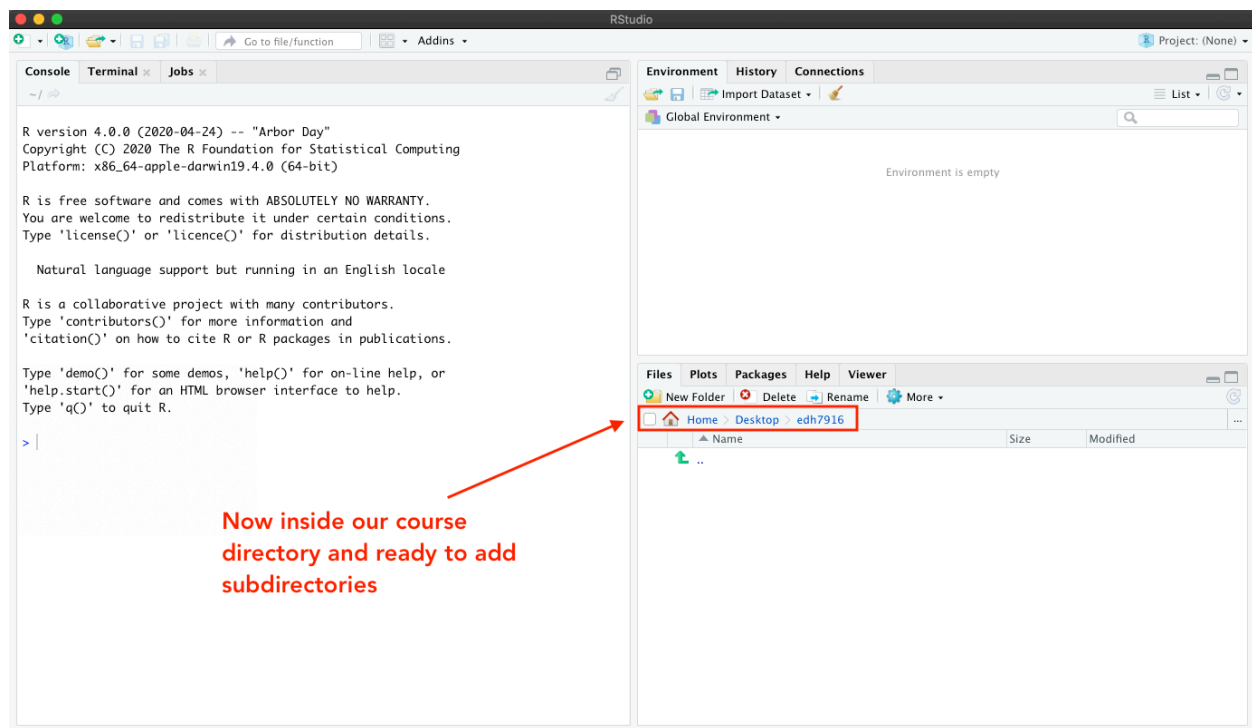 RStudio
Go to file/function
Addins
Project: (None)
Console Terminal Jobs
~/
R version 4.0.0 (2020-04-24) -- "Arbor Day"
Copyright (C) 2020 The R Foundation for Statistical Computing
Platform: x86_64-apple-darwin19.4.0 (64-bit)
R is free software and comes with ABSOLUTELY NO WARRANTY.
You are welcome to redistribute it under certain conditions.
Type 'license()' or 'licence()' for distribution details.
Natural language support but running in an English locale
R is a collaborative project with many contributors.
Type 'contributors()' for more information and
'citation()' on how to cite R or R packages in publications.
Type 'demo()' for some demos, 'help()' for on-line help, or
'help.start()' for an HTML browser interface to help.
Type 'q()' to quit R.
>
Now inside our course
directory and ready to add
subdirectories
Environment History Connections
Import Dataset
List
Global Environment
Environment is empty
Files Plots Packages Help Viewer
New Folder Delete Rename More
Home Desktop edh7916
...
Name Size Modified
..